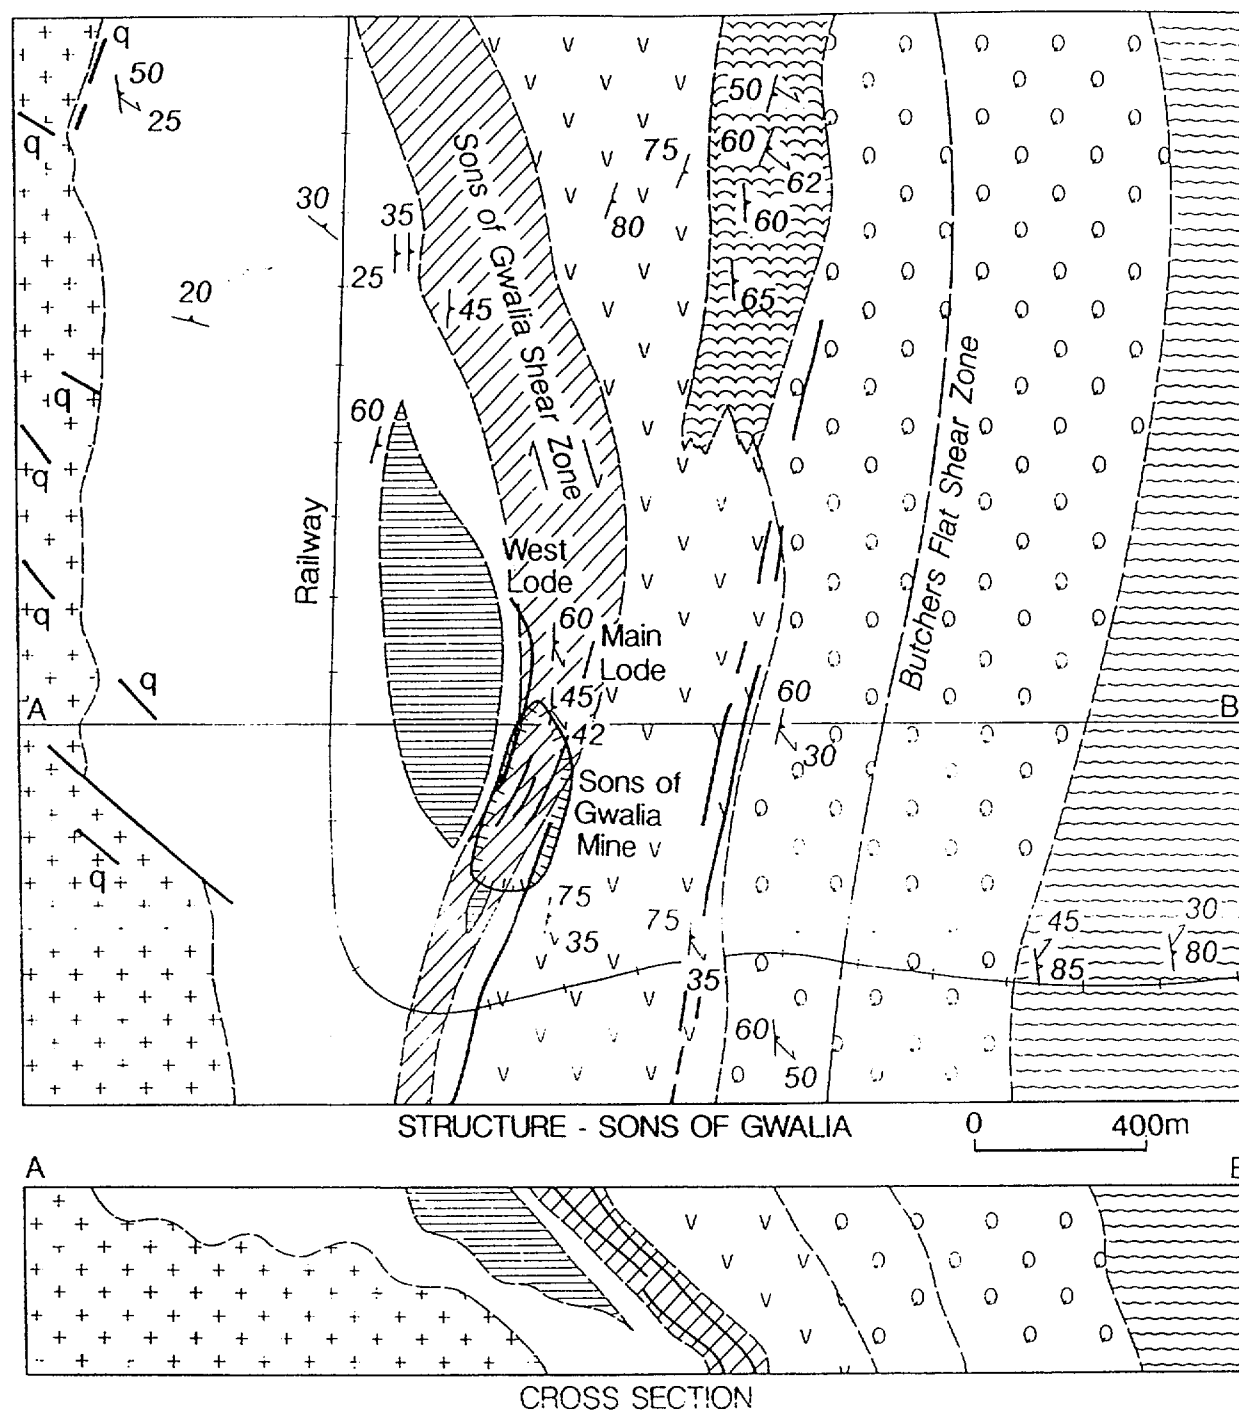 q
50
25
q
50
75
60
62
30
35
80
60
25
20
45
65
Sons of Gwalia Shear Zone
q
60
Butchers Flat Shear Zone
q
West
Lode
Railway
q
60
Main
Lode
q
45
60
A
B
42
30
Sons of
Gwalia
Mine
q
75
35
75
35
45
85
30
80
60
50
STRUCTURE - SONS OF GWALIA
0
400m
A
CROSS SECTION